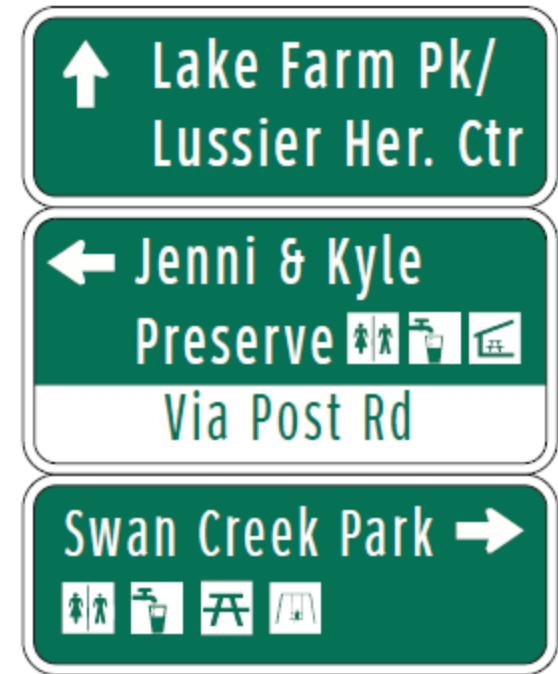 Lake Farm Pk/
Lussier Her. Ctr
Jenni & Kyle
Preserve
Via Post Rd
Swan Creek Park